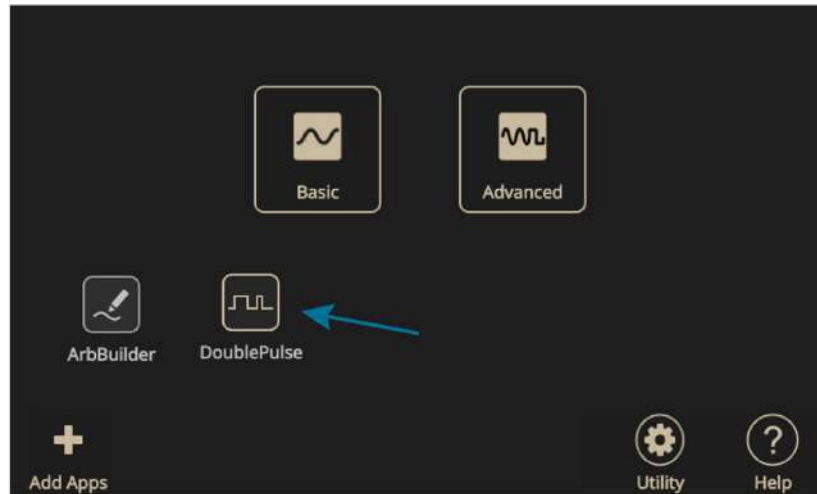 Basic
Advanced
ArbBuilder
DoublePulse
Add Apps
Utility
?
Help